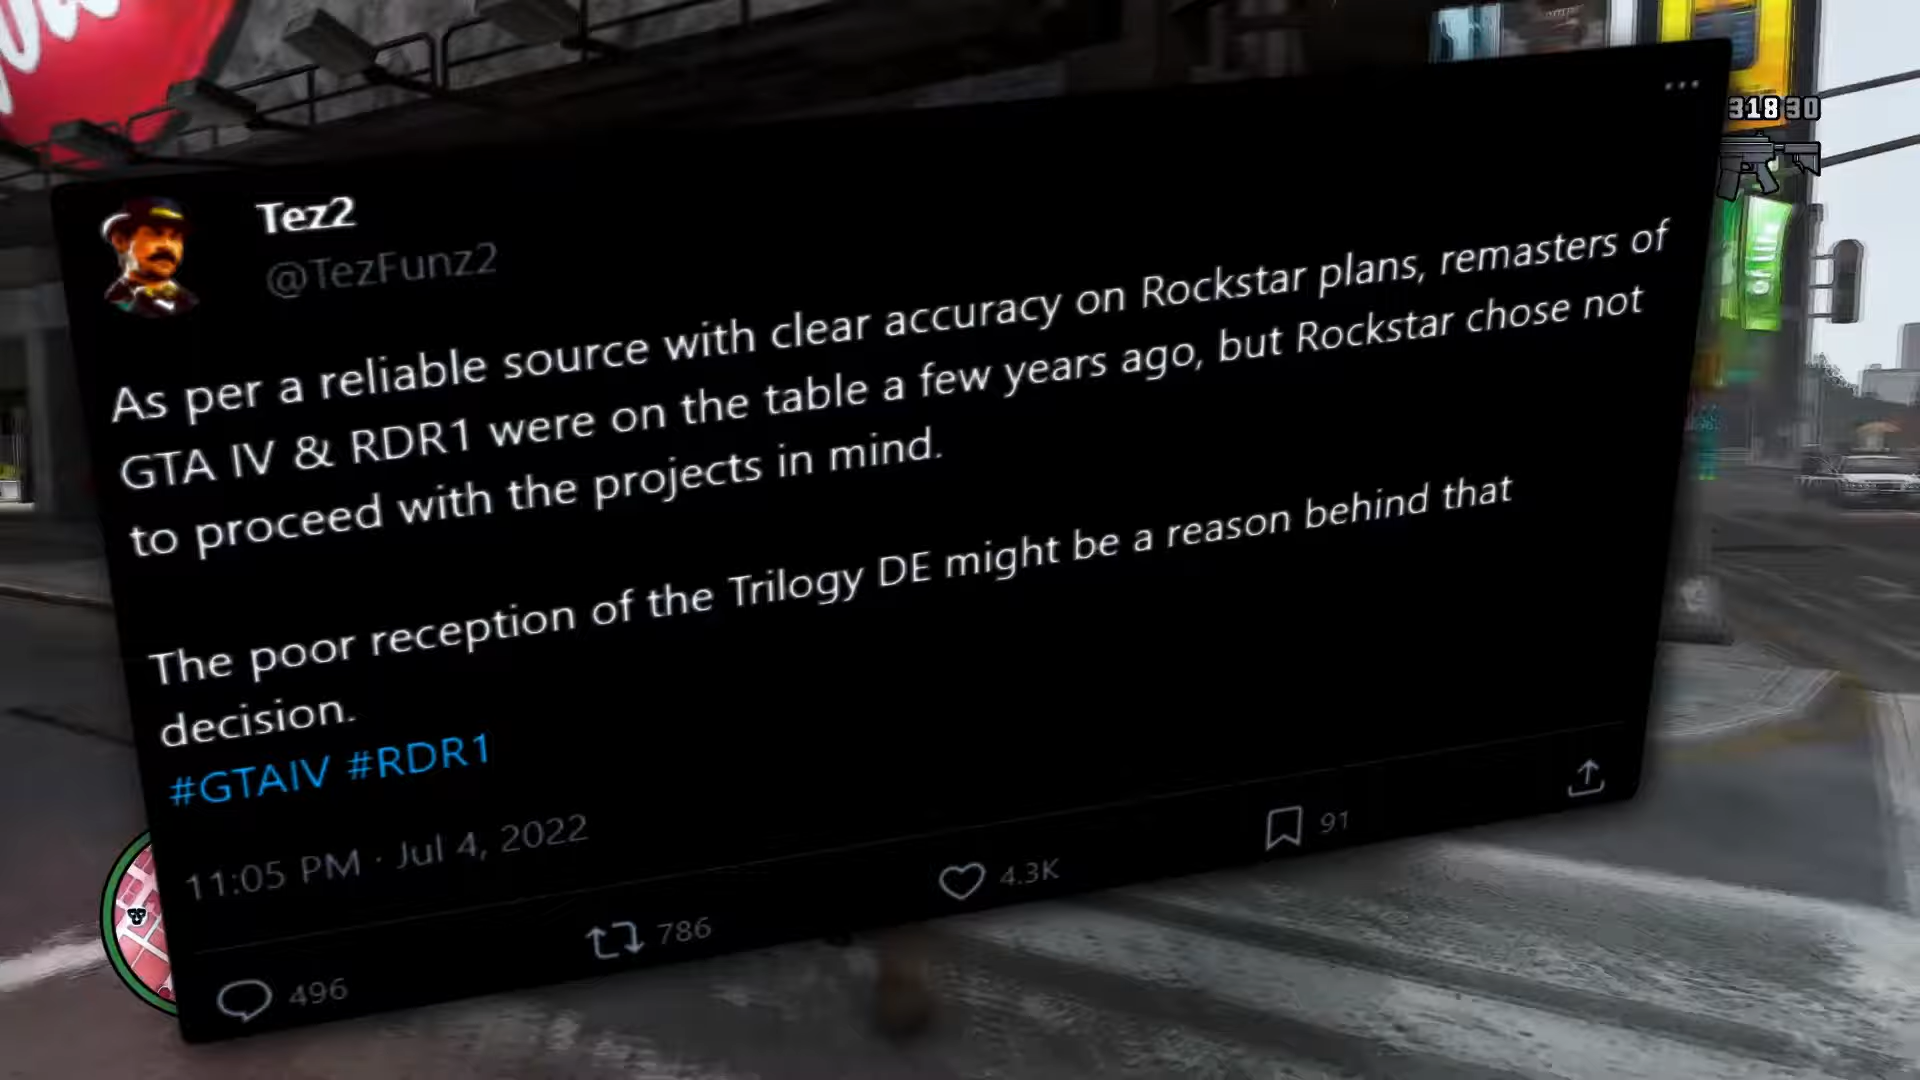 318 30
Tez2
@TezFunz2
As per a reliable source with clear accuracy on Rockstar plans, remasters of
GTA IV & RDR1 were on the table a few years ago, but Rockstar chose not
to proceed with the projects in mind.
The poor reception of the Trilogy DE might be a reason behind that
decision.
#GTAIV #RDR1
11:05 PM · Jul 4, 2022
496
786
4.3K
91